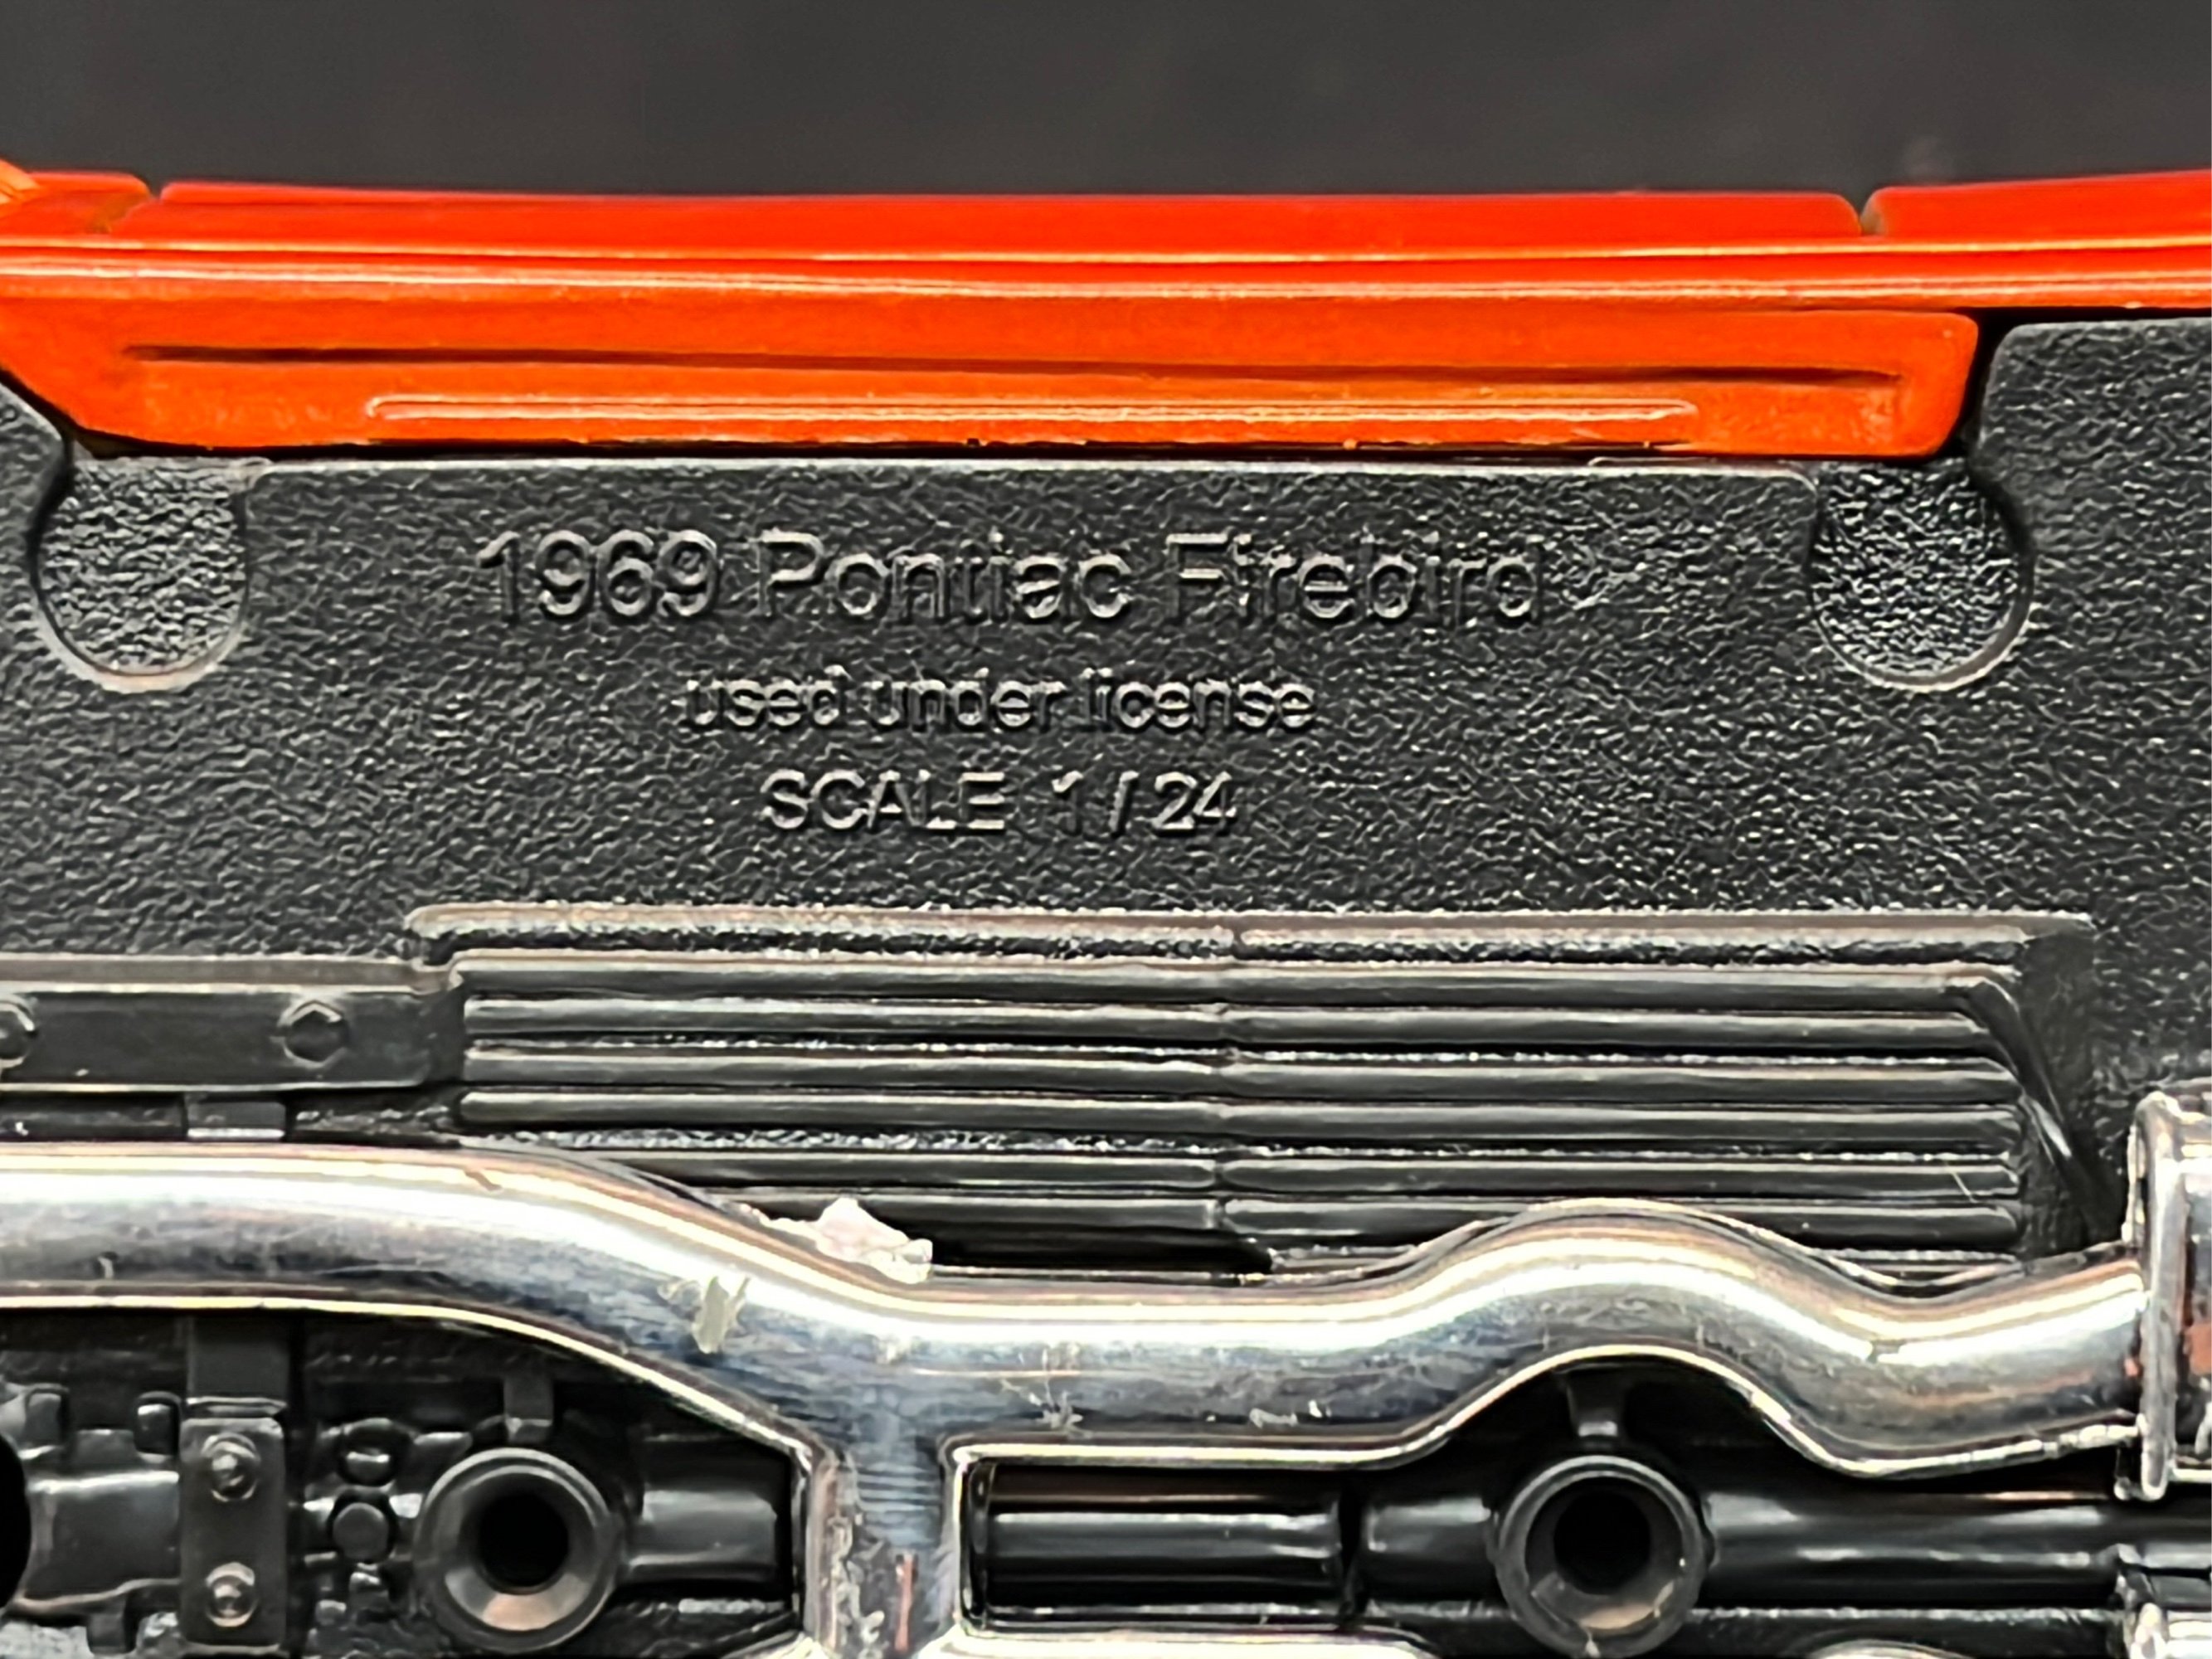 1969 Pontiac Firebird
used under license
SCALE 1/24